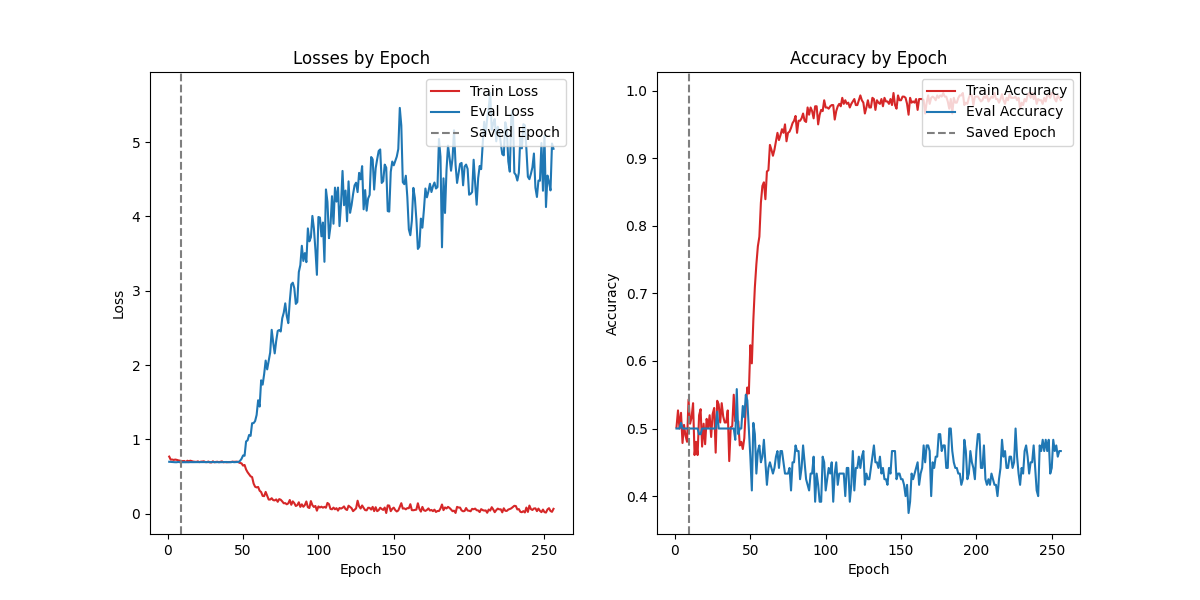 Losses by Epoch
Train Loss
Eval Loss
Saved Epoch
5
4
3
2
1
0
Loss
0
50
100
150
200
250
Epoch
Accuracy by Epoch
Train Accuracy
Eval Accuracy
Saved Epoch
1.0
0.9
0.8
0.7
0.6
0.5
0.4
Accuracy
0
50
100
150
200
250
Epoch